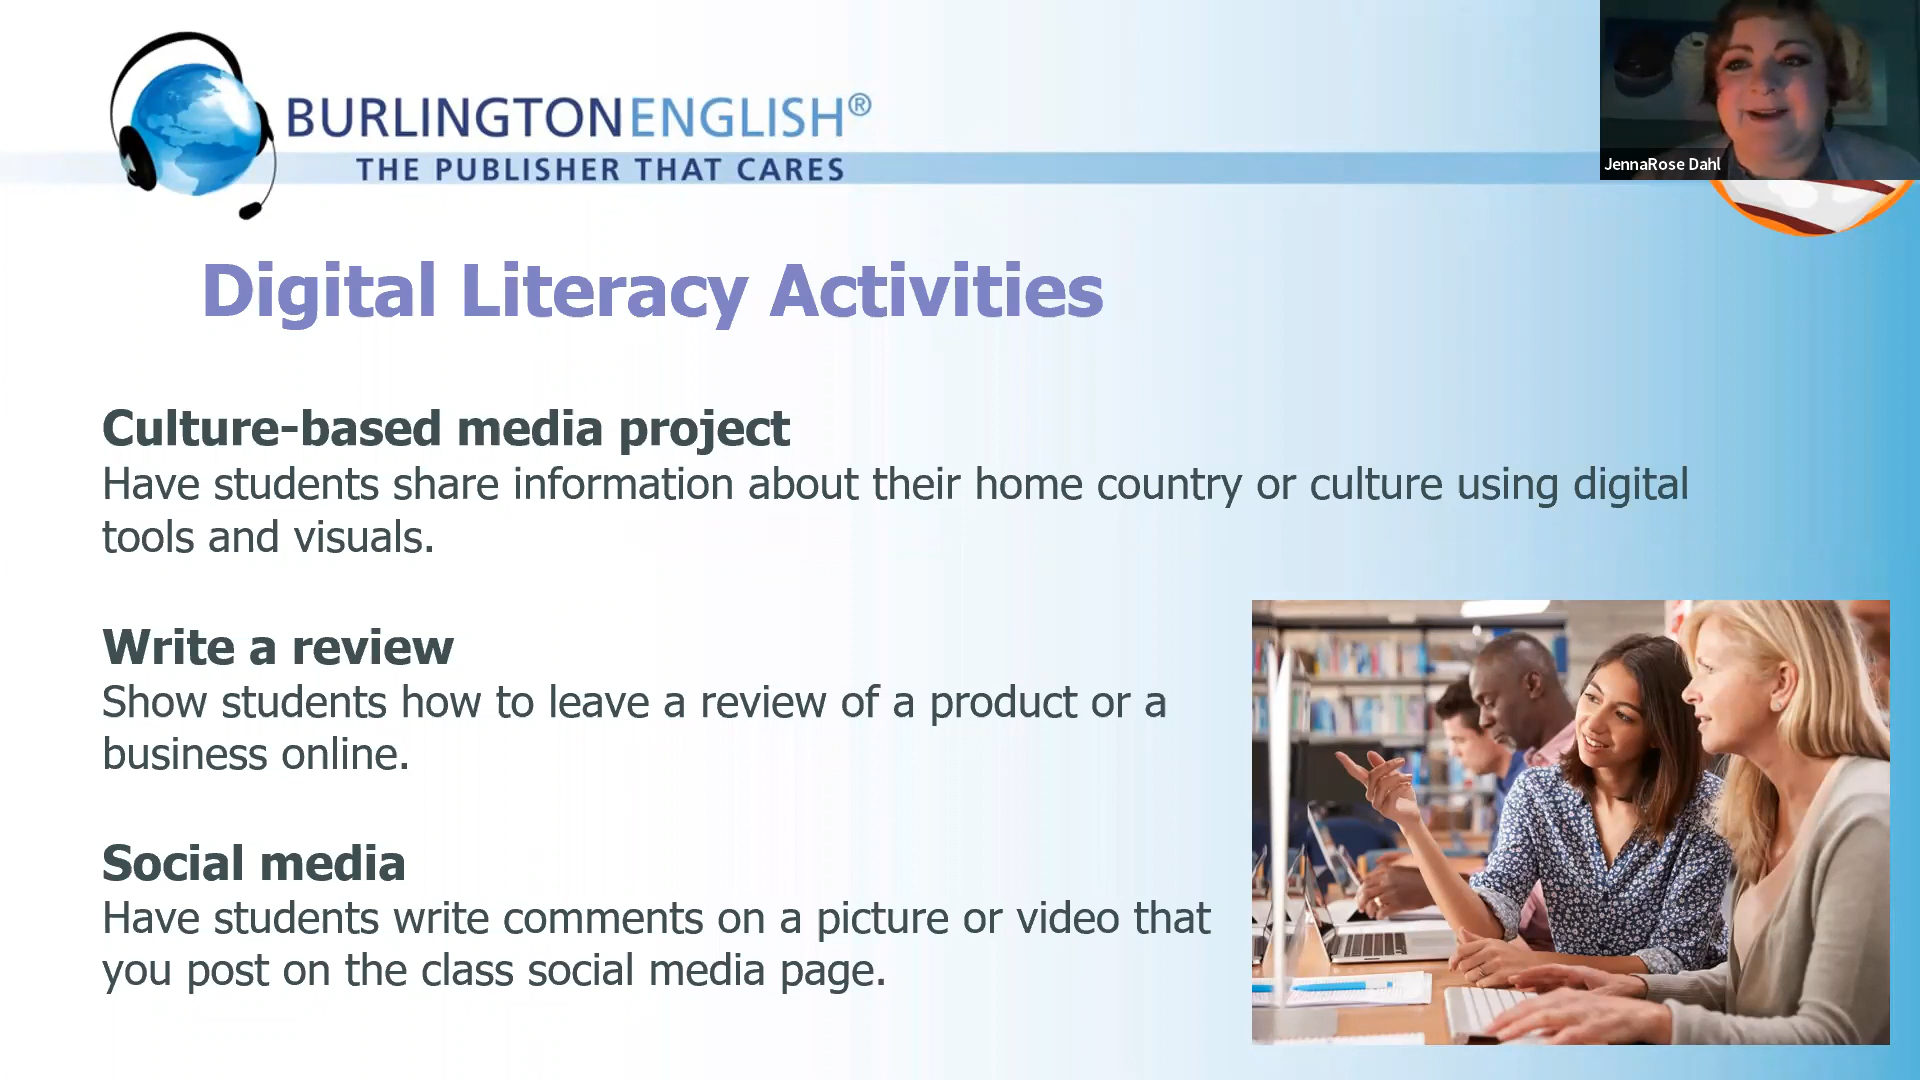 BURLINGTONENGLISH®
THE PUBLISHER THAT CARES
JennaRose Dahl
Digital Literacy Activities
Culture-based media project
Have students share information about their home country or culture using digital
tools and visuals.
Write a review
Show students how to leave a review of a product or a
business online.
Social media
Have students write comments on a picture or video that
you post on the class social media page.